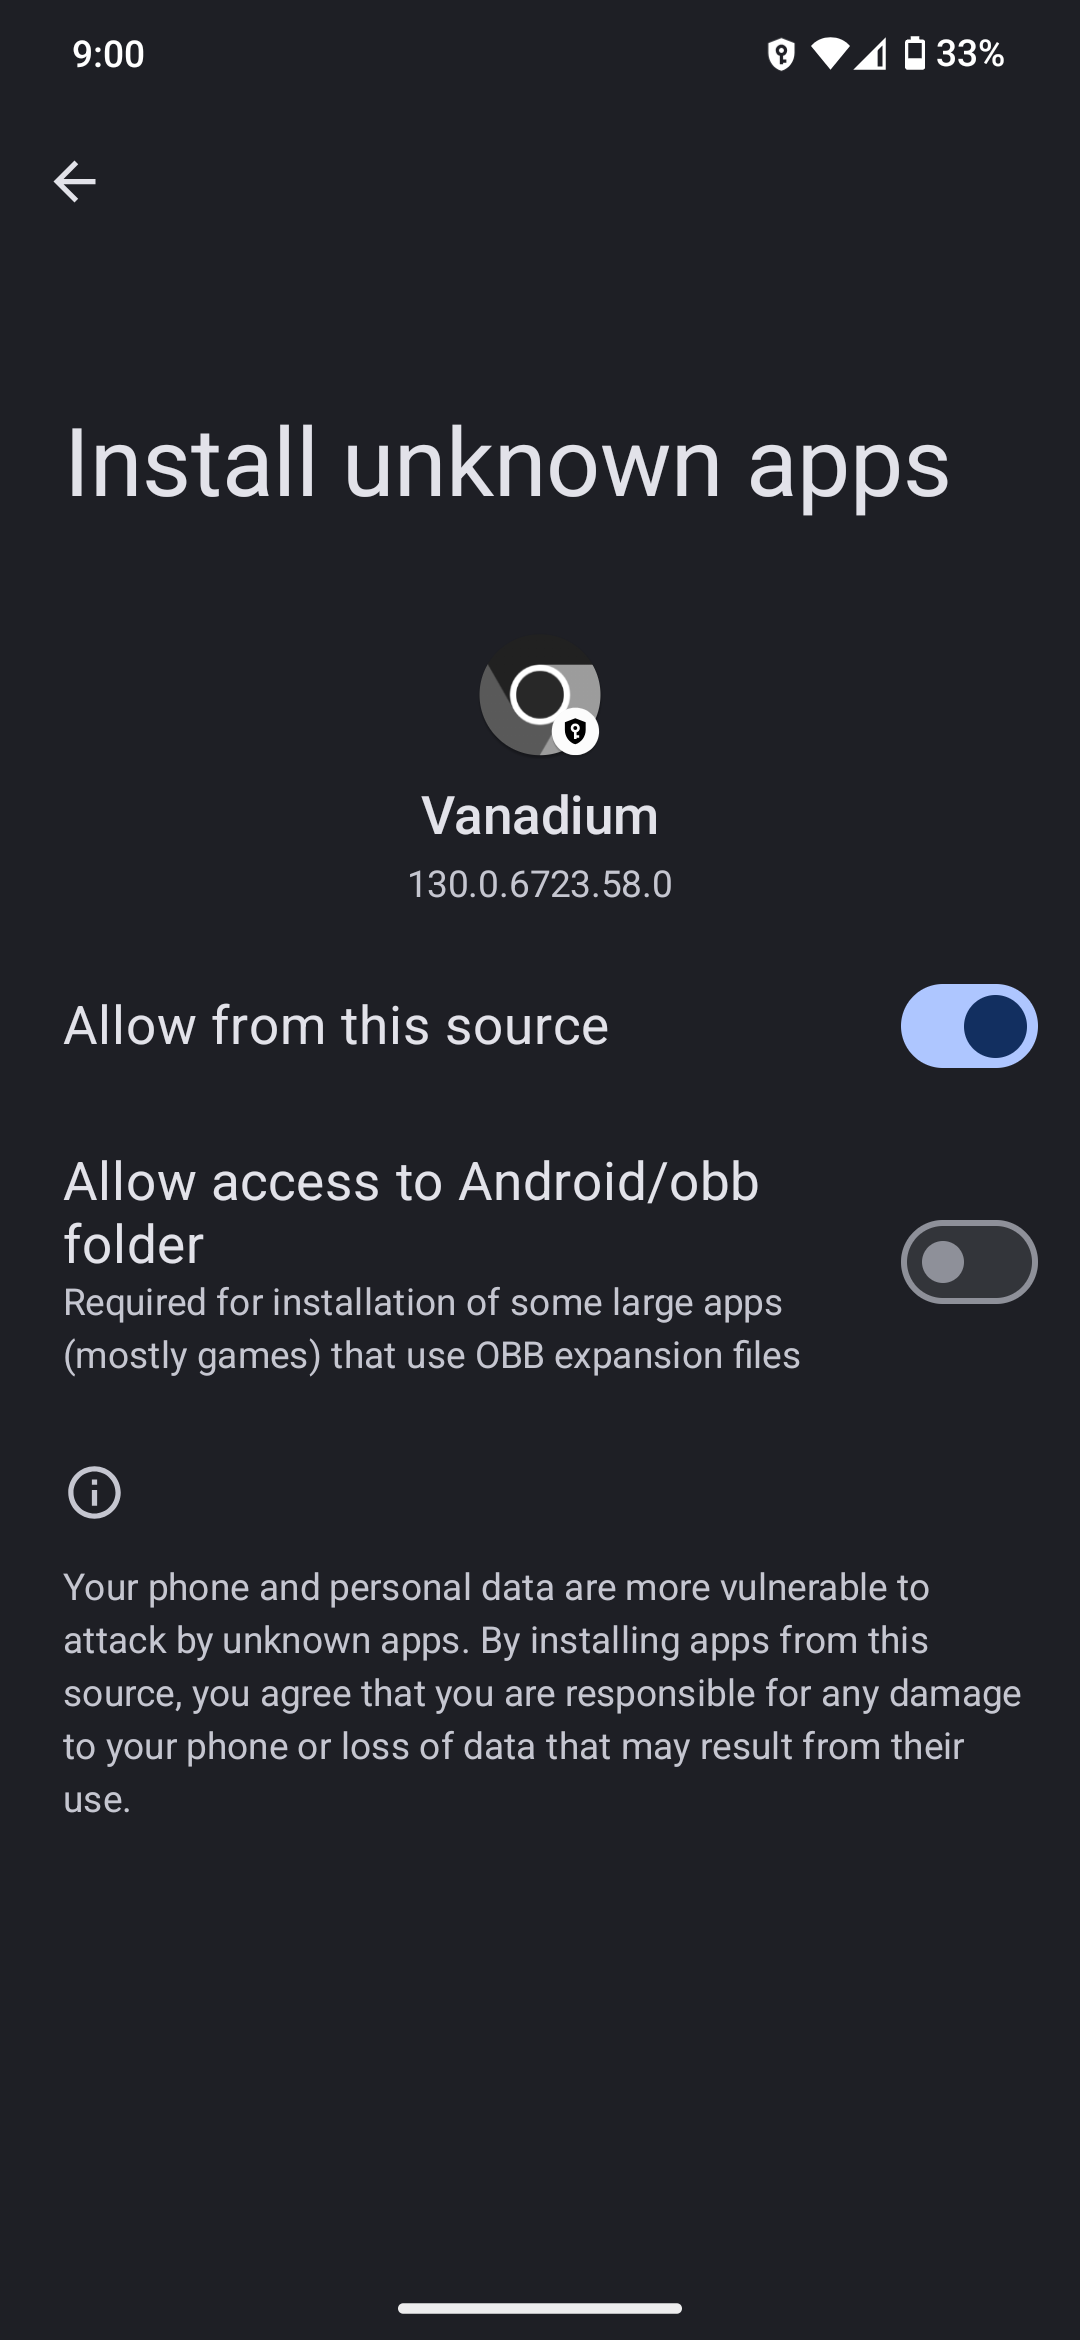 9:00
33%
Install unknown apps
Vanadium
130.0.6723.58.0
Allow from this source
Allow access to Android/obb
folder
Required for installation of some large apps
(mostly games) that use OBB expansion files
Your phone and personal data are more vulnerable to
attack by unknown apps. By installing apps from this
source, you agree that you are responsible for any damage
to your phone or loss of data that may result from their
use.